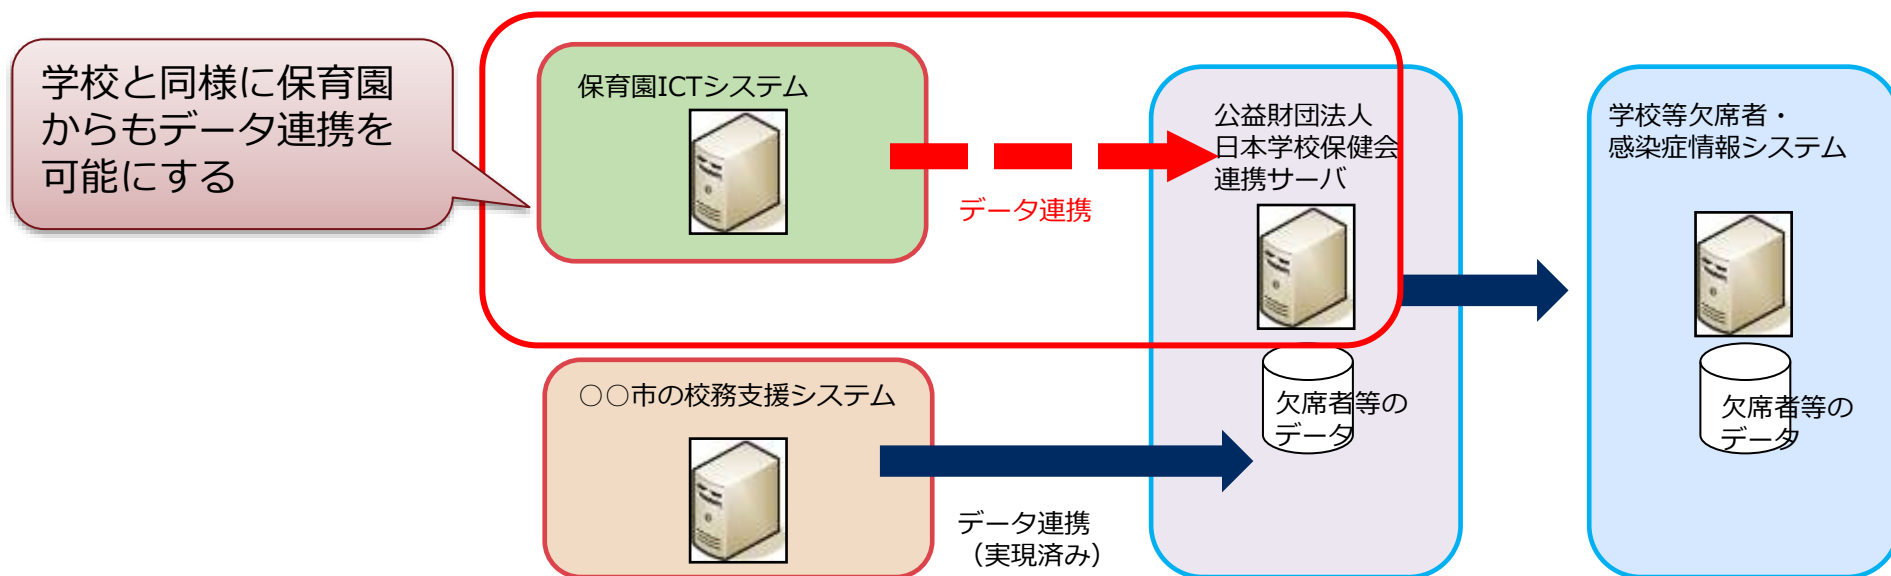 学校と同様に保育園
からもデータ連携を
可能にする
保育園ICTシステム
データ連携
公益財団法人
日本学校保健会
連携サーバ
学校等欠席者・
感染症情報システム
○○市の校務支援システム
データ連携
（実現済み）
欠席者等の
データ
欠席者等の
データ